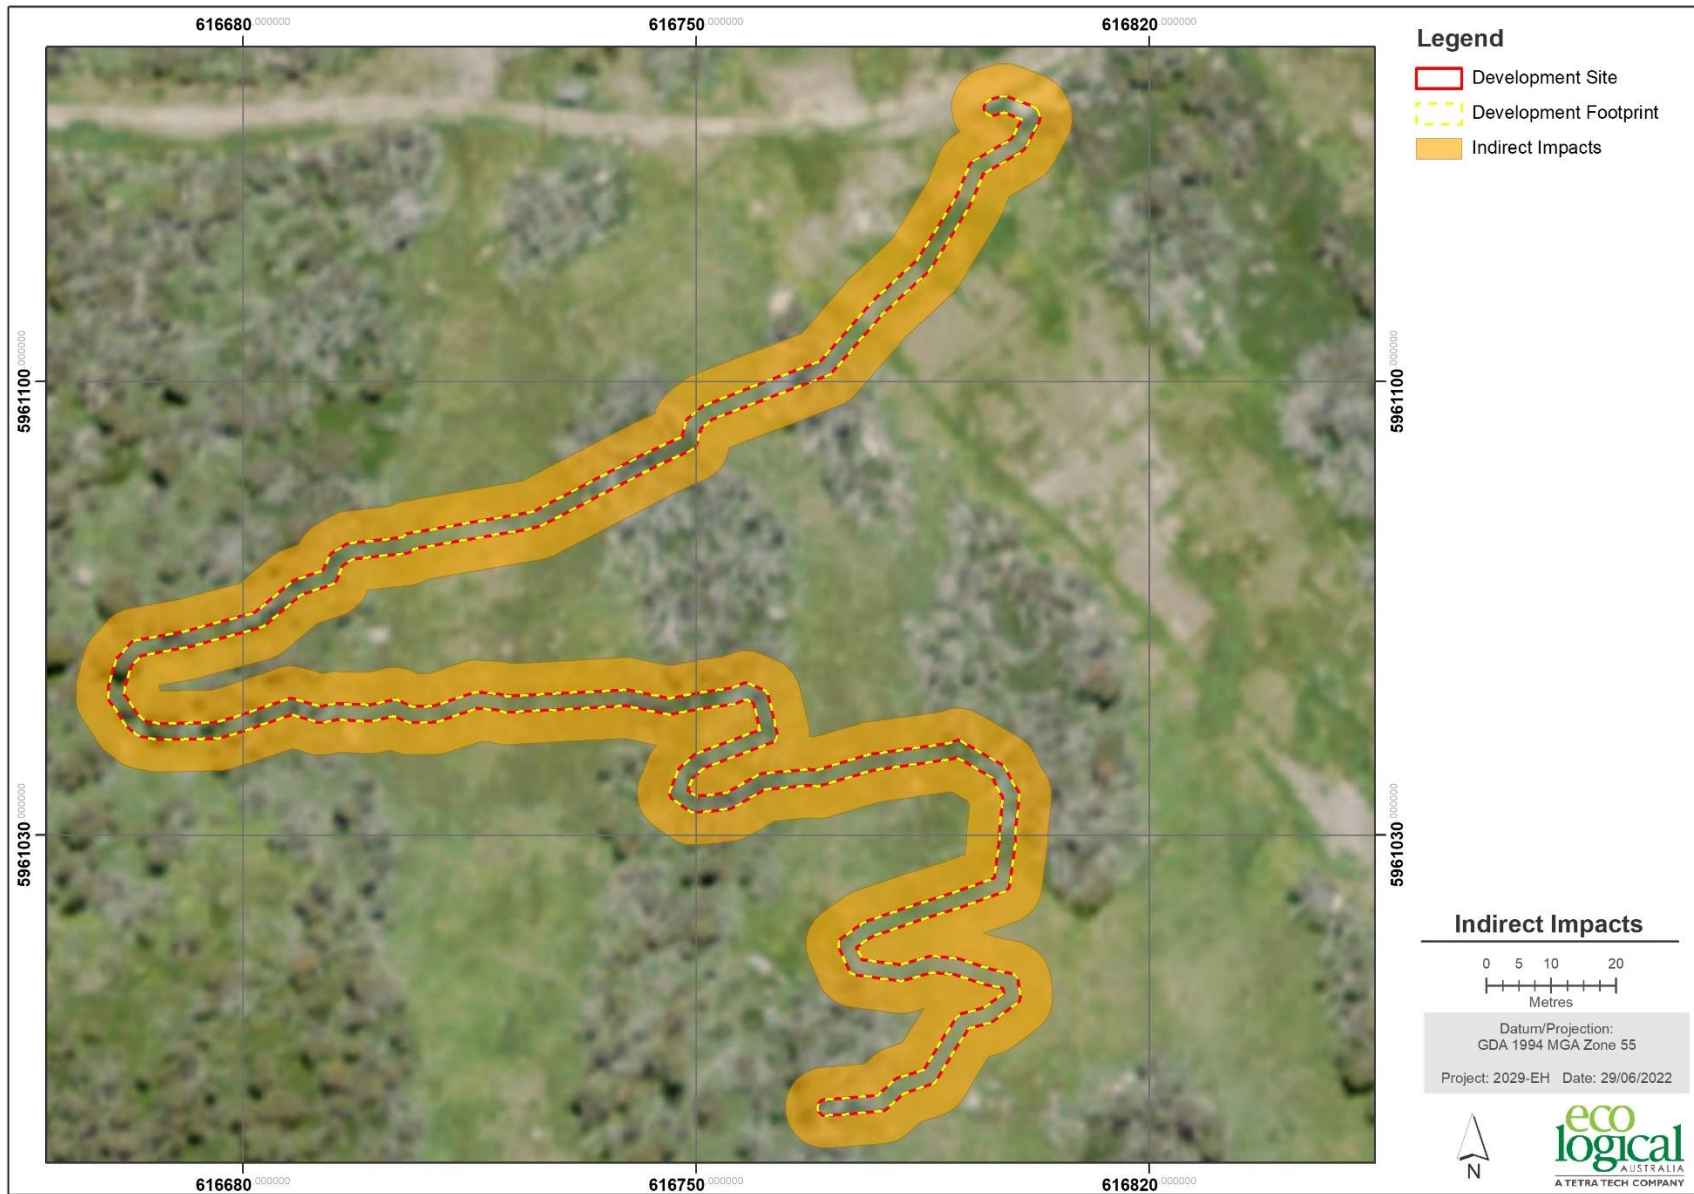 616680.000000 616750.000000 616820.000000
Legend
Development Site
Development Footprint
Indirect Impacts
5961100.000000
5961100.000000
5961030.000000
5961030.000000
Indirect Impacts
0 5 10 20
Metres
Datum/Projection:
GDA 1994 MGA Zone 55
Project: 2029-EH Date: 29/06/2022
N
eco
logical
AUSTRALIA
A TETRA TECH COMPANY
616680.000000 616750.000000 616820.000000